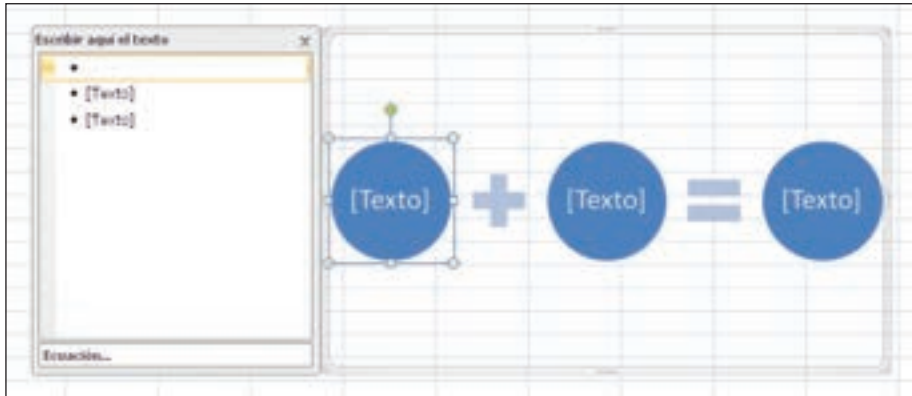 Escribir aquí el texto
[Texto]
[Texto]
Ecuación...
[Texto] + [Texto] = [Texto]